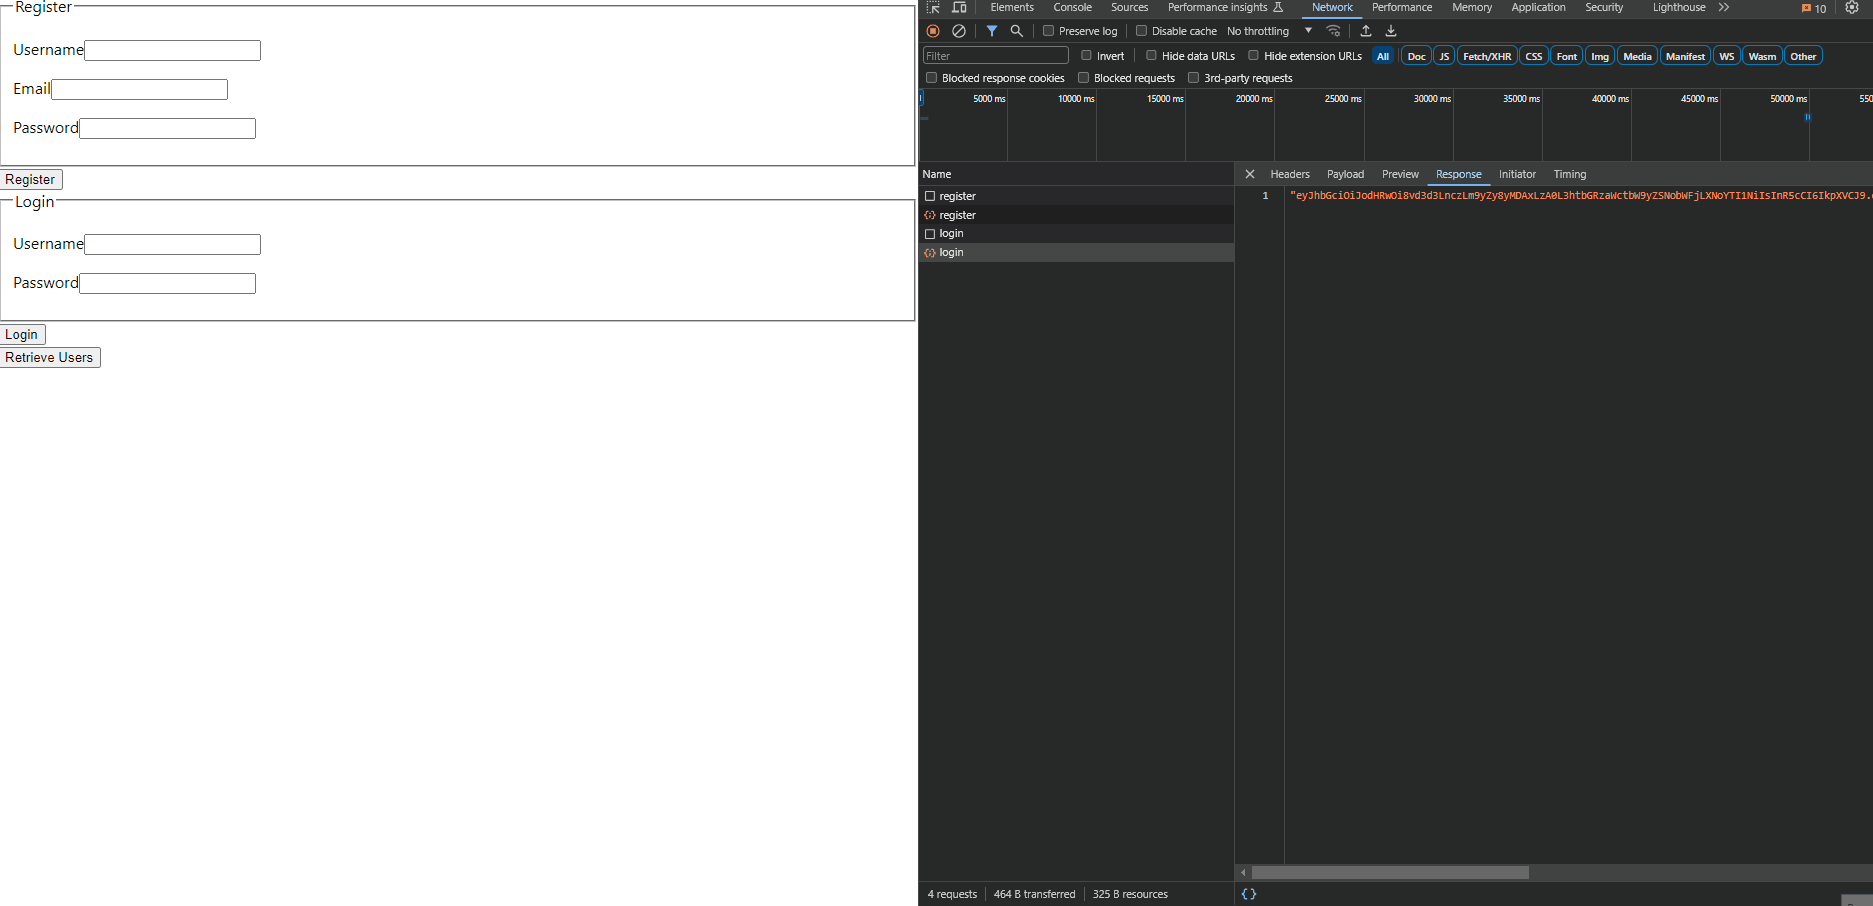 Register
Username
Email
Password
Register
Login
Username
Password
Login
Retrieve Users
Elements Console Sources Performance insights Network Performance Memory Application Security Lighthouse 10
Preserve log Disable cache No throttling
Filter Invert Hide data URLs Hide extension URLs All Doc JS Fetch/XHR CSS Font Img Media Manifest WS Wasm Other
Blocked response cookies Blocked requests 3rd-party requests
5000 ms 10000 ms 15000 ms 20000 ms 25000 ms 30000 ms 35000 ms 40000 ms 45000 ms 50000 ms 550
Name
register
register
login
login
Headers Payload Preview Response Initiator Timing
1 "eyJhbGciOiJodHRwOi8vd3d3LnczLm9yZy8yMDAxLzA0L3htbGRzaWctbW9yZSNobWFjLXNoYTI1NiIsInR5cCI6IkpXVCJ9.
4 requests 464 B transferred 325 B resources
{}